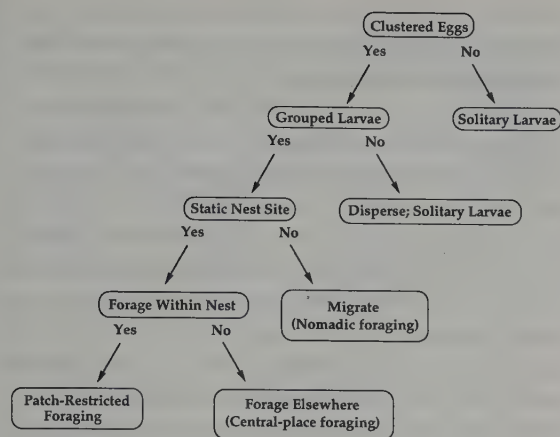 Clustered Eggs
Yes No
Grouped Larvae
Solitary Larvae
Yes No
Static Nest Site
Disperse; Solitary Larvae
Yes No
Forage Within Nest
Migrate
(Nomadic foraging)
Yes No
Patch-Restricted
Foraging
Forage Elsewhere
(Central-place foraging)